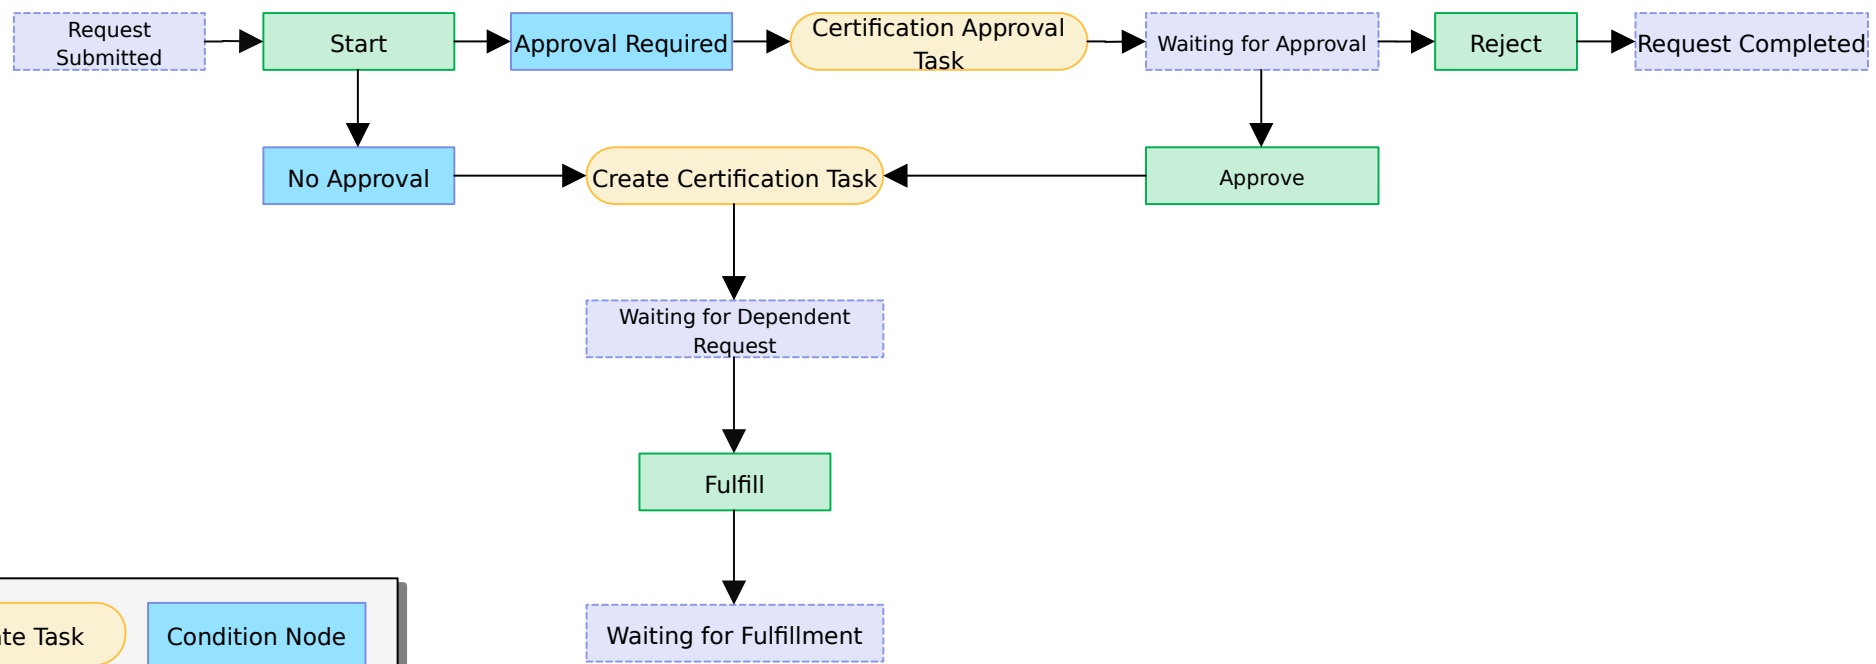 Request
Submitted
Start
Approval Required
Certification Approval
Task
Waiting for Approval
Reject
Request Completed
No Approval
Create Certification Task
Approve
Waiting for Dependent
Request
Fulfill
Waiting for Fulfillment
Task
Condition Node